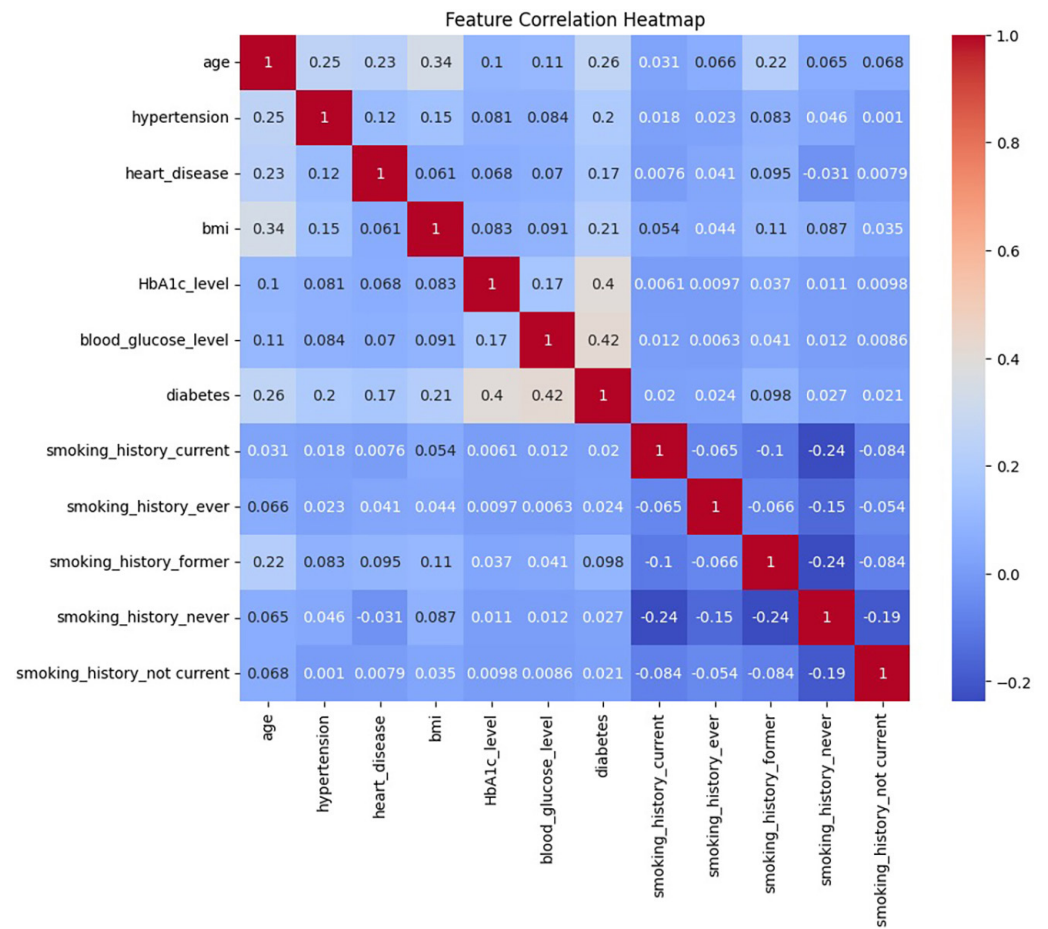 Feature Correlation Heatmap
age 1 0.25 0.23 0.34 0.1 0.11 0.26 0.031 0.066 0.22 0.065 0.068
hypertension 0.25 1 0.12 0.15 0.081 0.084 0.2 0.018 0.023 0.083 0.046 0.001
heart_disease 0.23 0.12 1 0.061 0.068 0.07 0.17 0.0076 0.041 0.095 -0.031 0.0079
bmi 0.34 0.15 0.061 1 0.083 0.091 0.21 0.054 0.044 0.11 0.087 0.035
HbA1c_level 0.1 0.081 0.068 0.083 1 0.17 0.4 0.0061 0.0097 0.037 0.011 0.0098
blood_glucose_level 0.11 0.084 0.07 0.091 0.17 1 0.42 0.012 0.0063 0.041 0.012 0.0086
diabetes 0.26 0.2 0.17 0.21 0.4 0.42 1 0.02 0.024 0.098 0.027 0.021
smoking_history_current 0.031 0.018 0.0076 0.054 0.0061 0.012 0.02 1 -0.065 -0.1 -0.24 -0.084
smoking_history_ever 0.066 0.023 0.041 0.044 0.0097 0.0063 0.024 -0.065 1 -0.066 -0.15 -0.054
smoking_history_former 0.22 0.083 0.095 0.11 0.037 0.041 0.098 -0.1 -0.066 1 -0.24 -0.084
smoking_history_never 0.065 0.046 -0.031 0.087 0.011 0.012 0.027 -0.24 -0.15 -0.24 1 -0.19
smoking_history_not current 0.068 0.001 0.0079 0.035 0.0098 0.0086 0.021 -0.084 -0.054 -0.084 -0.19 1
age
hypertension
heart_disease
bmi
HbA1c_level
blood_glucose_level
diabetes
smoking_history_current
smoking_history_ever
smoking_history_former
smoking_history_never
smoking_history_not current
1.0
0.8
0.6
0.4
0.2
0.0
−0.2